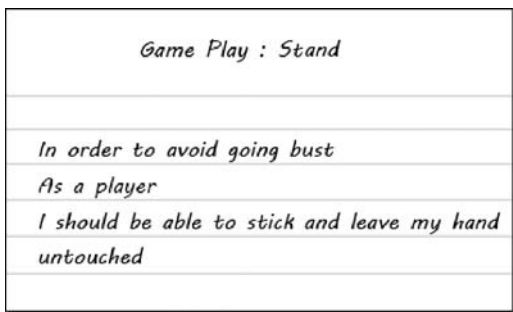 Game Play : Stand
In order to avoid going bust
As a player
I should be able to stick and leave my hand
untouched